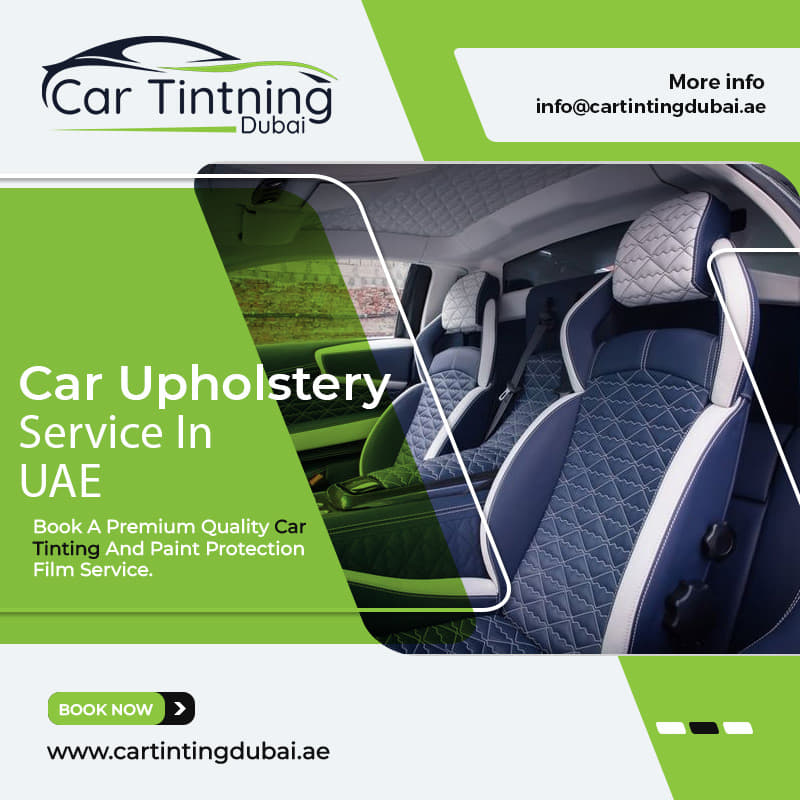 Car Tintning
Dubai
More info
info@cartintingdubai.ae
Car Upholstery
Service In
UAE
Book A Premium Quality Car
Tinting And Paint Protection
Film Service.
BOOK NOW
www.cartintingdubai.ae